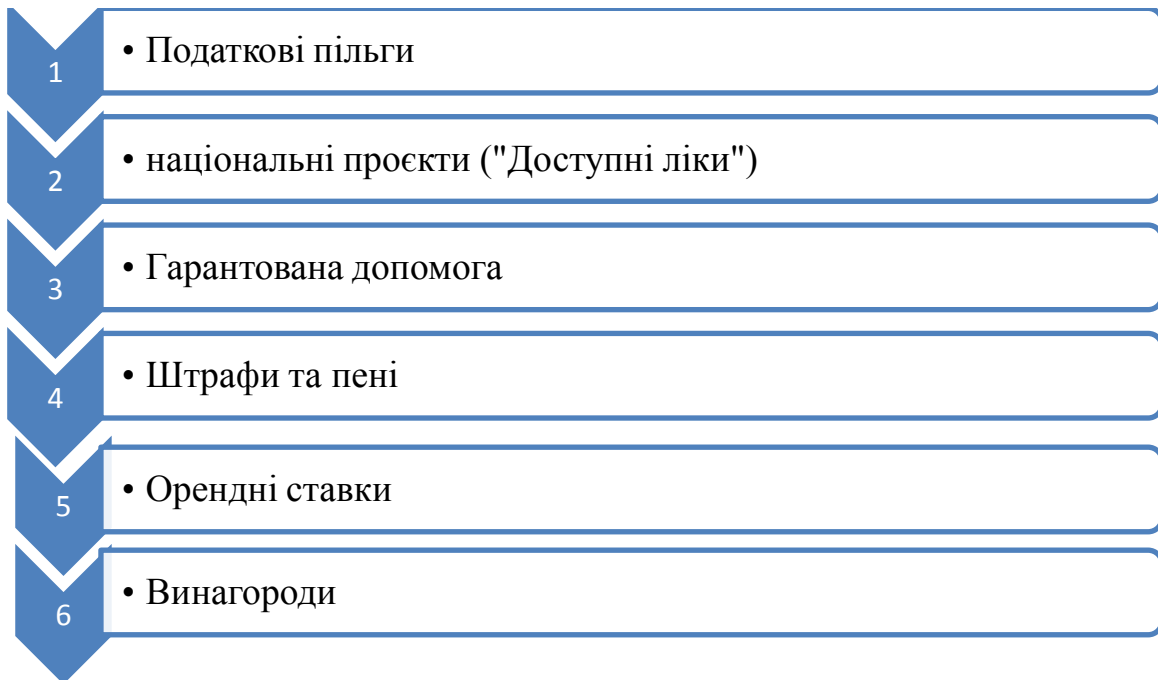 1
• Податкові пільги
2
• національні проєкти ("Доступні ліки")
3
• Гарантована допомога
4
• Штрафи та пені
5
• Орендні ставки
6
• Винагороди